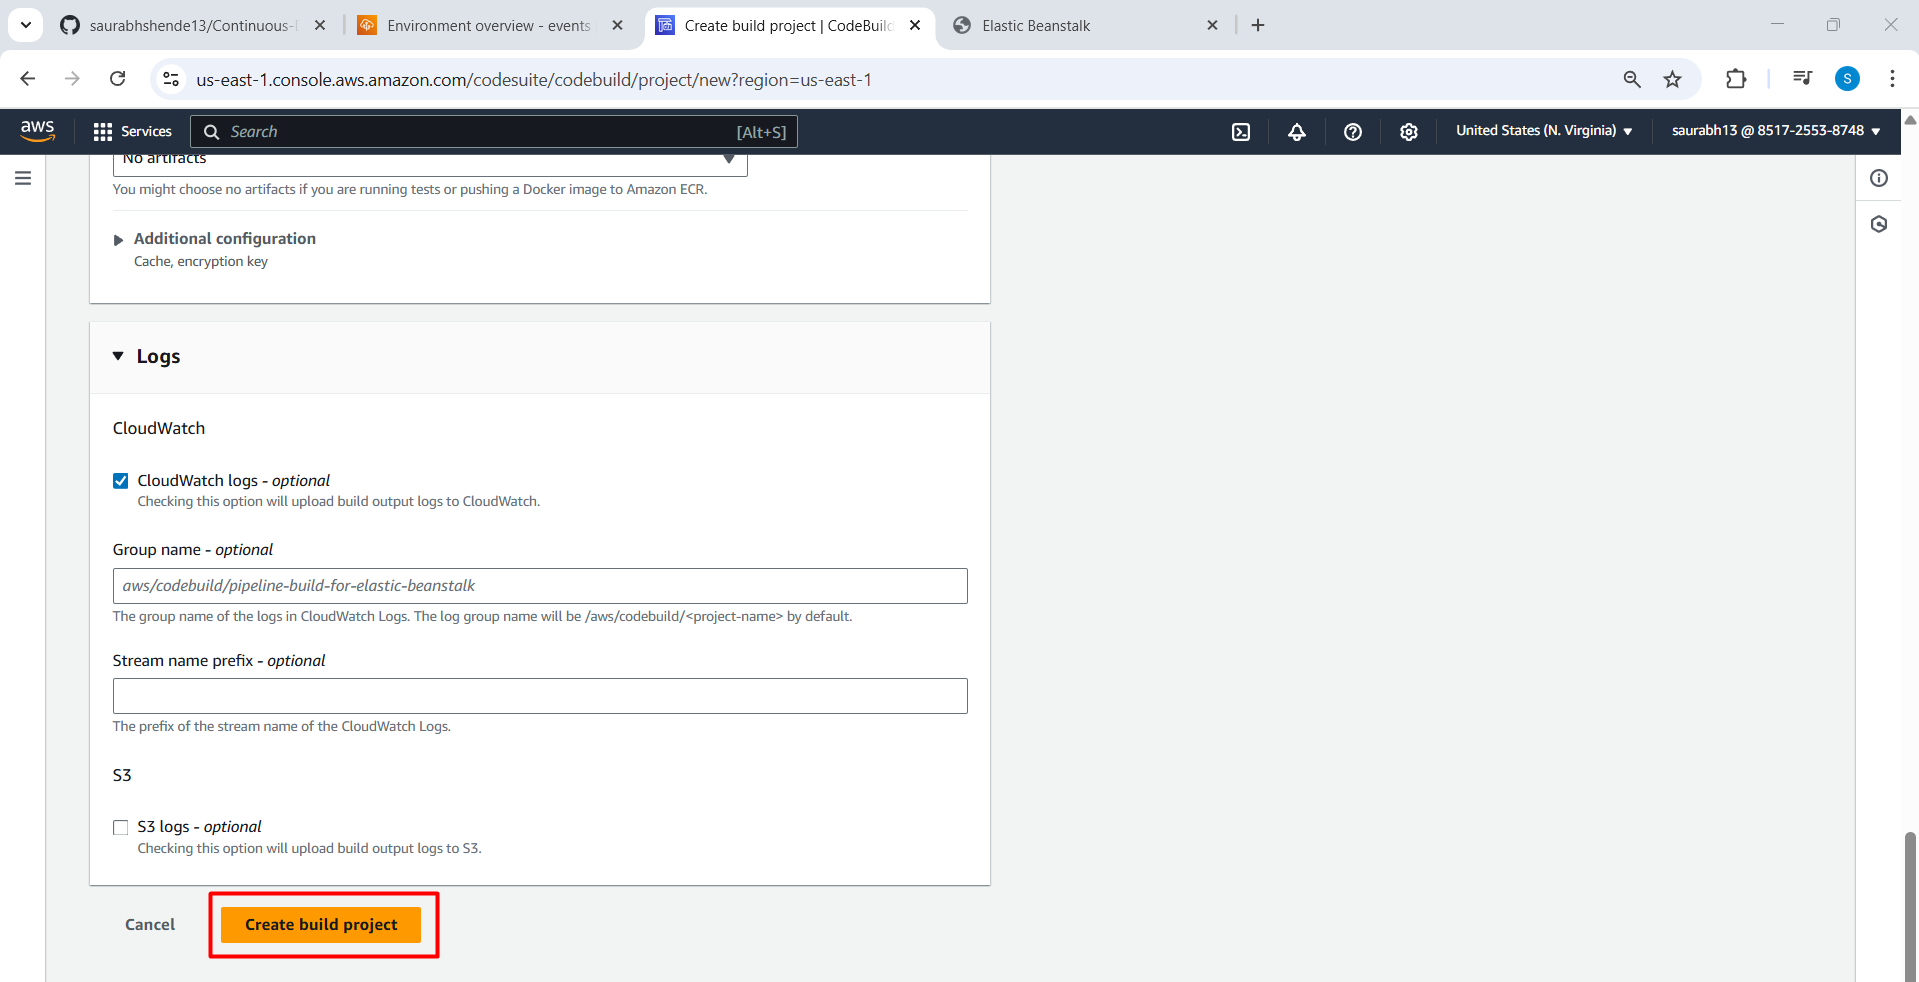 saurabhshende13/Continuous-D
Environment overview - events
Create build project | CodeBuild
Elastic Beanstalk
us-east-1.console.aws.amazon.com/codesuite/codebuild/project/new?region=us-east-1
S
aws
Services
Search
[Alt+S]
United States (N. Virginia)
saurabh13 @ 8517-2553-8748
No artifacts
You might choose no artifacts if you are running tests or pushing a Docker image to Amazon ECR.
Additional configuration
Cache, encryption key
Logs
CloudWatch
CloudWatch logs - optional
Checking this option will upload build output logs to CloudWatch.
Group name - optional
aws/codebuild/pipeline-build-for-elastic-beanstalk
The group name of the logs in CloudWatch Logs. The log group name will be /aws/codebuild/<project-name> by default.
Stream name prefix - optional
The prefix of the stream name of the CloudWatch Logs.
S3
S3 logs - optional
Checking this option will upload build output logs to S3.
Cancel
Create build project